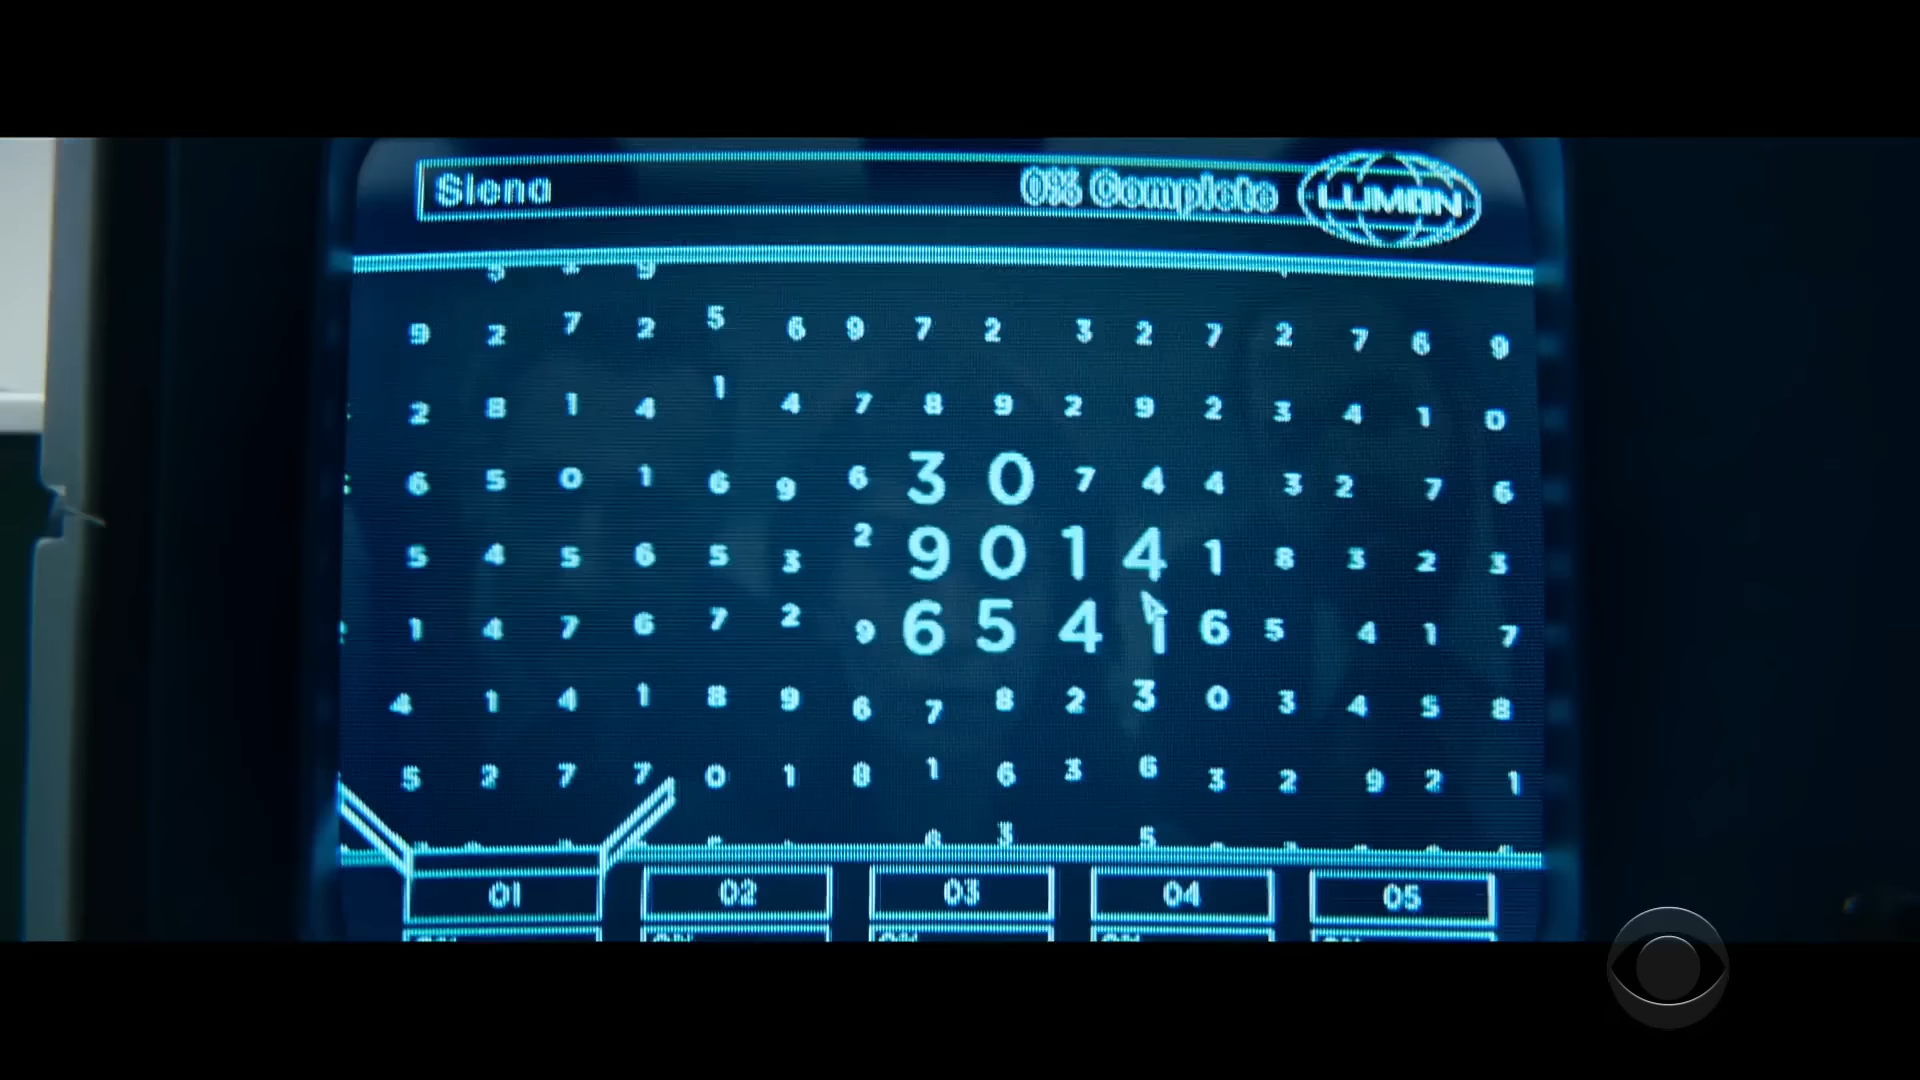 Siena 0% Complete LUMON
9 2 7 2 5 6 9 7 2 3 2 7 2 7 6 9
2 8 1 4 1 4 7 8 9 2 9 2 3 4 1 0
6 5 0 1 6 9 6 3 0 7 4 4 3 2 7 6
5 4 5 6 5 3 2 9 0 1 4 1 8 3 2 3
1 4 7 6 7 2 9 6 5 4 1 6 5 4 1 7
4 1 4 1 8 9 6 7 8 2 3 0 3 4 5 8
5 2 7 7 0 1 8 1 6 3 6 3 2 9 2 1
01 02 03 04 05